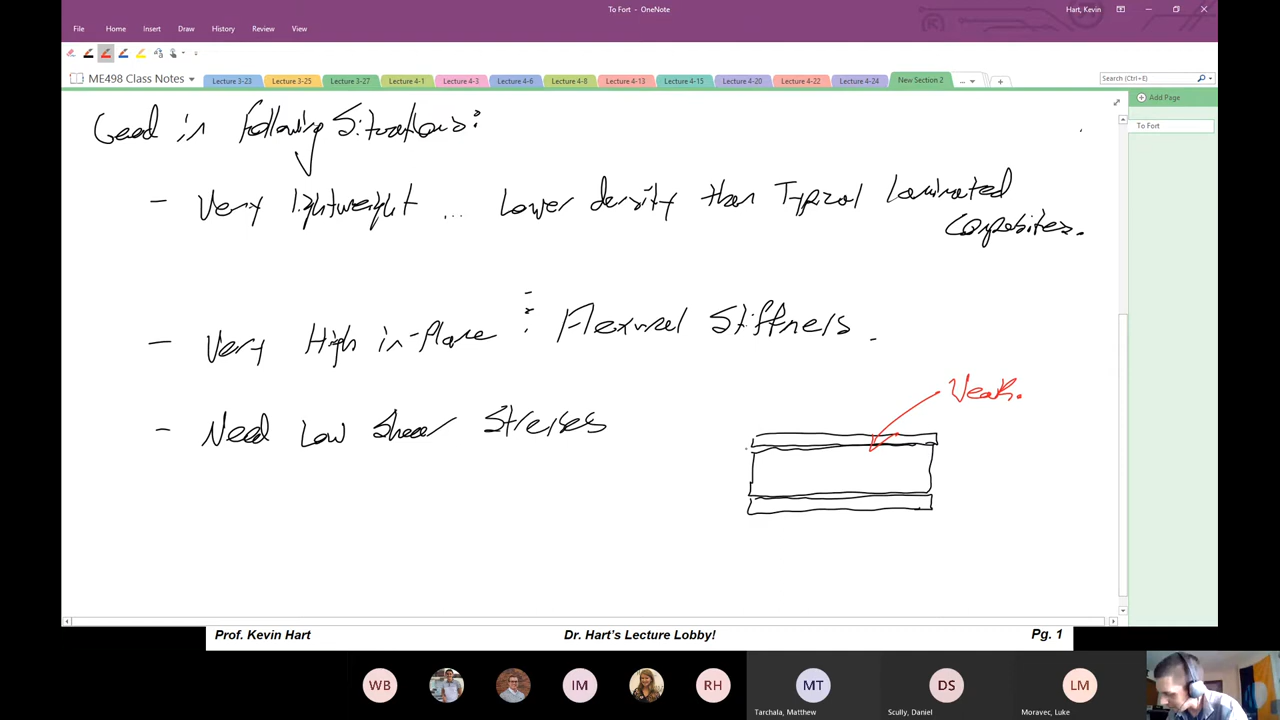 To Fort - OneNote
Hart, Kevin
File Home Insert Draw History Review View
ME498 Class Notes Lecture 3-23 Lecture 3-25 Lecture 3-27 Lecture 4-1 Lecture 4-3 Lecture 4-6 Lecture 4-8 Lecture 4-13 Lecture 4-15 Lecture 4-20 Lecture 4-22 Lecture 4-24 New Section 2 ... + Search (Ctrl+E)
Add Page
To Fort
Good in following Situations:
- Very lightweight ... Lower density than Typical Laminated
Composites.
- Very High in-Plane : Flexural Stiffness.
- Need Low Shear Stresses
Weak.
Prof. Kevin Hart Dr. Hart's Lecture Lobby! Pg. 1
WB IM RH MT DS LM
Tarchala, Matthew Scully, Daniel Moravec, Luke